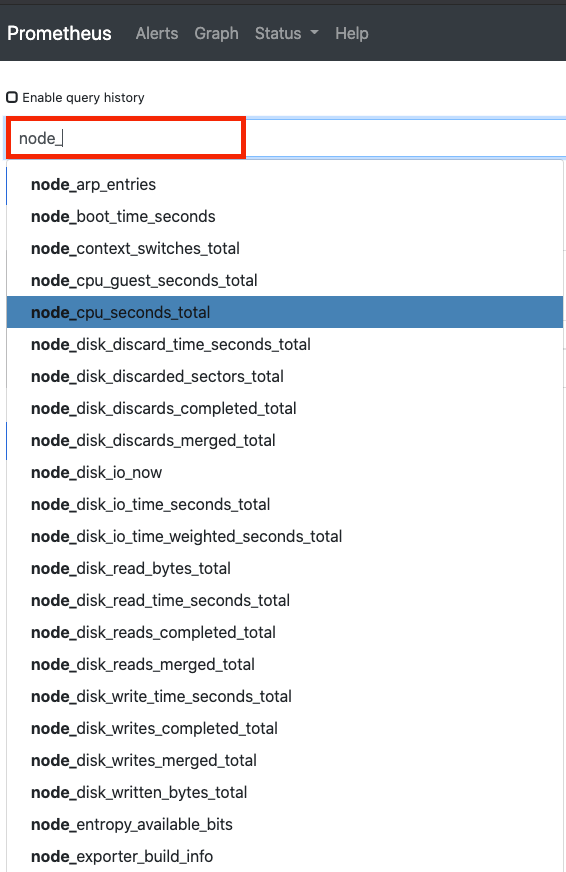 Prometheus Alerts Graph Status Help
Enable query history
node_
node_arp_entries
node_boot_time_seconds
node_context_switches_total
node_cpu_guest_seconds_total
node_cpu_seconds_total
node_disk_discard_time_seconds_total
node_disk_discarded_sectors_total
node_disk_discards_completed_total
node_disk_discards_merged_total
node_disk_io_now
node_disk_io_time_seconds_total
node_disk_io_time_weighted_seconds_total
node_disk_read_bytes_total
node_disk_read_time_seconds_total
node_disk_reads_completed_total
node_disk_reads_merged_total
node_disk_write_time_seconds_total
node_disk_writes_completed_total
node_disk_writes_merged_total
node_disk_written_bytes_total
node_entropy_available_bits
node_exporter_build_info